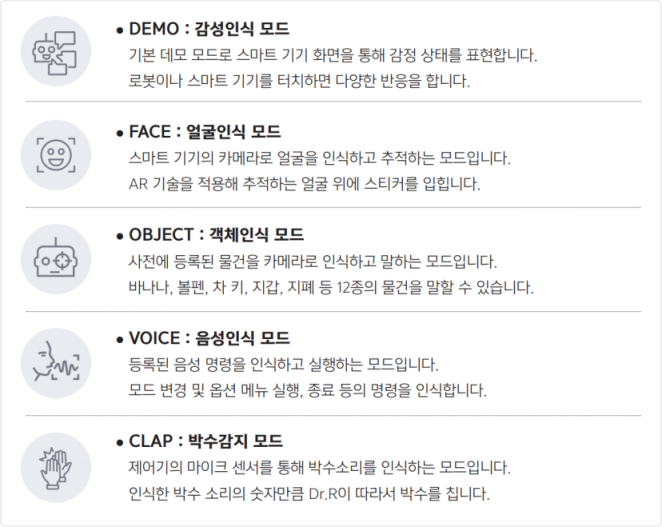 • DEMO : 감성인식 모드
기본 데모 모드로 스마트 기기 화면을 통해 감정 상태를 표현합니다.
로봇이나 스마트 기기를 터치하면 다양한 반응을 합니다.
• FACE : 얼굴인식 모드
스마트 기기의 카메라로 얼굴을 인식하고 추적하는 모드입니다.
AR 기술을 적용해 추적하는 얼굴 위에 스티커를 입힙니다.
• OBJECT : 객체인식 모드
사전에 등록된 물건을 카메라로 인식하고 말하는 모드입니다.
바나나, 볼펜, 차 키, 지갑, 지폐 등 12종의 물건을 말할 수 있습니다.
• VOICE : 음성인식 모드
등록된 음성 명령을 인식하고 실행하는 모드입니다.
모드 변경 및 옵션 메뉴 실행, 종료 등의 명령을 인식합니다.
• CLAP : 박수감지 모드
제어기의 마이크 센서를 통해 박수소리를 인식하는 모드입니다.
인식한 박수 소리의 숫자만큼 Dr.R이 따라서 박수를 칩니다.